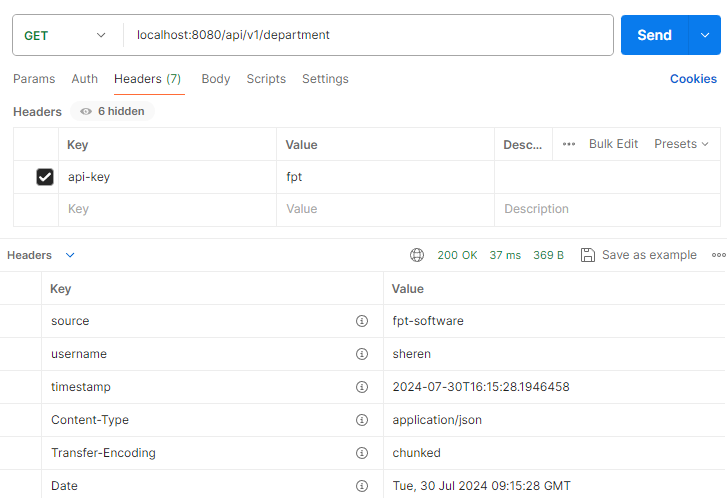 GET localhost:8080/api/v1/department Send
Params Auth Headers (7) Body Scripts Settings Cookies
Headers 6 hidden
Key Value Desc... Bulk Edit Presets
api-key fpt
Key Value Description
Headers 200 OK 37 ms 369 B Save as example
Key Value
source fpt-software
username sheren
timestamp 2024-07-30T16:15:28.1946458
Content-Type application/json
Transfer-Encoding chunked
Date Tue, 30 Jul 2024 09:15:28 GMT